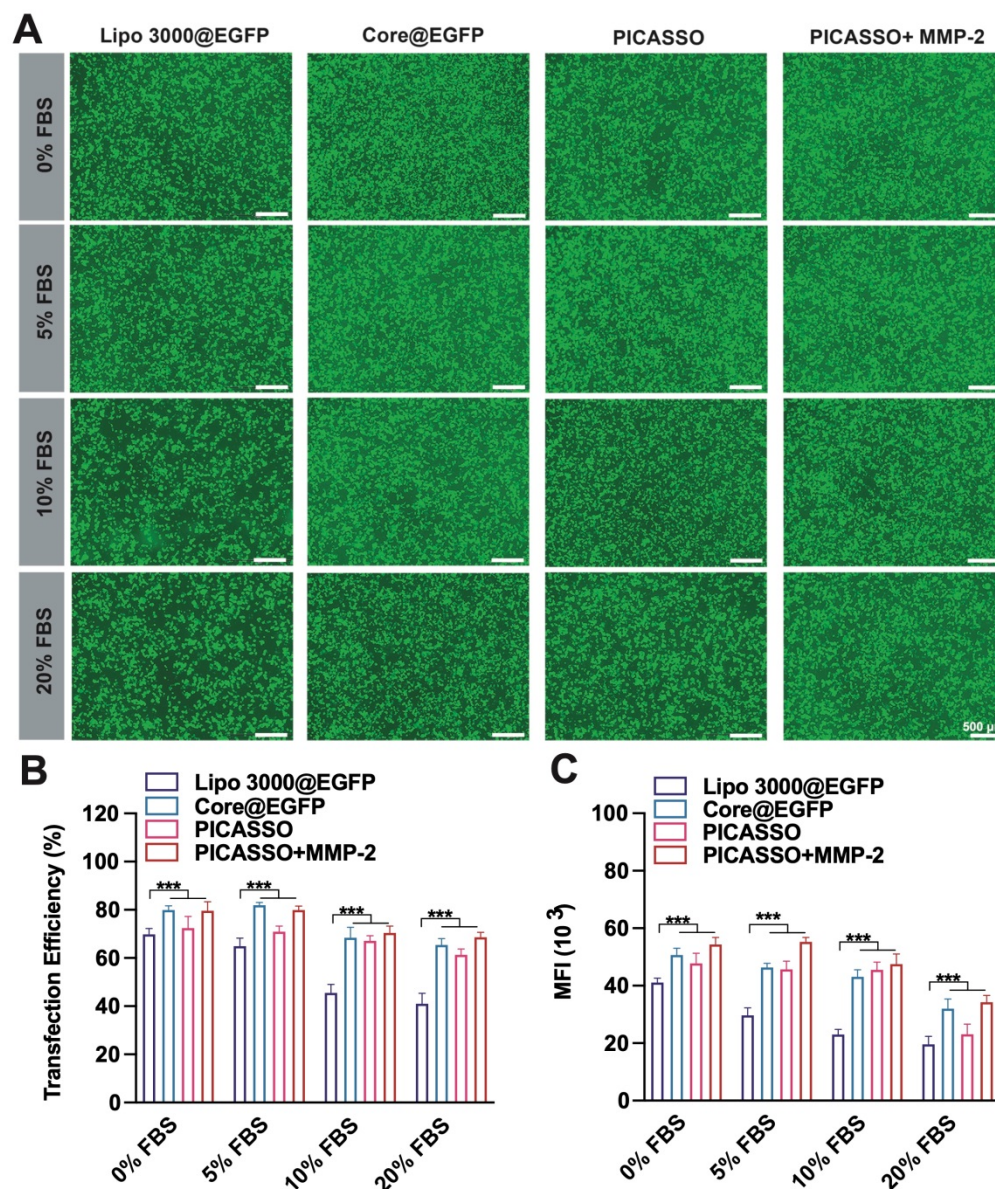 A
Lipo 3000@EGFP Core@EGFP PICASSO PICASSO+ MMP-2
0% FBS
5% FBS
10% FBS
20% FBS
500 μ
B
Lipo 3000@EGFP
Core@EGFP
PICASSO
PICASSO+MMP-2
Transfection Efficiency (%)
120
100
80
60
40
20
0
*** *** *** ***
0% FBS 5% FBS 10% FBS 20% FBS
C
Lipo 3000@EGFP
Core@EGFP
PICASSO
PICASSO+MMP-2
MFI (10 3)
100
80
60
40
20
0
*** *** *** ***
0% FBS 5% FBS 10% FBS 20% FBS